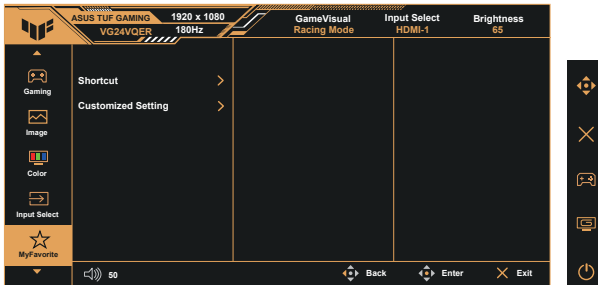 ASUS TUF GAMING 1920 x 1080
VG24VQER 180Hz
GameVisual
Racing Mode
Input Select
HDMI-1
Brightness
65
Gaming
Image
Color
Input Select
MyFavorite
Shortcut
Customized Setting
50
Back
Enter
Exit